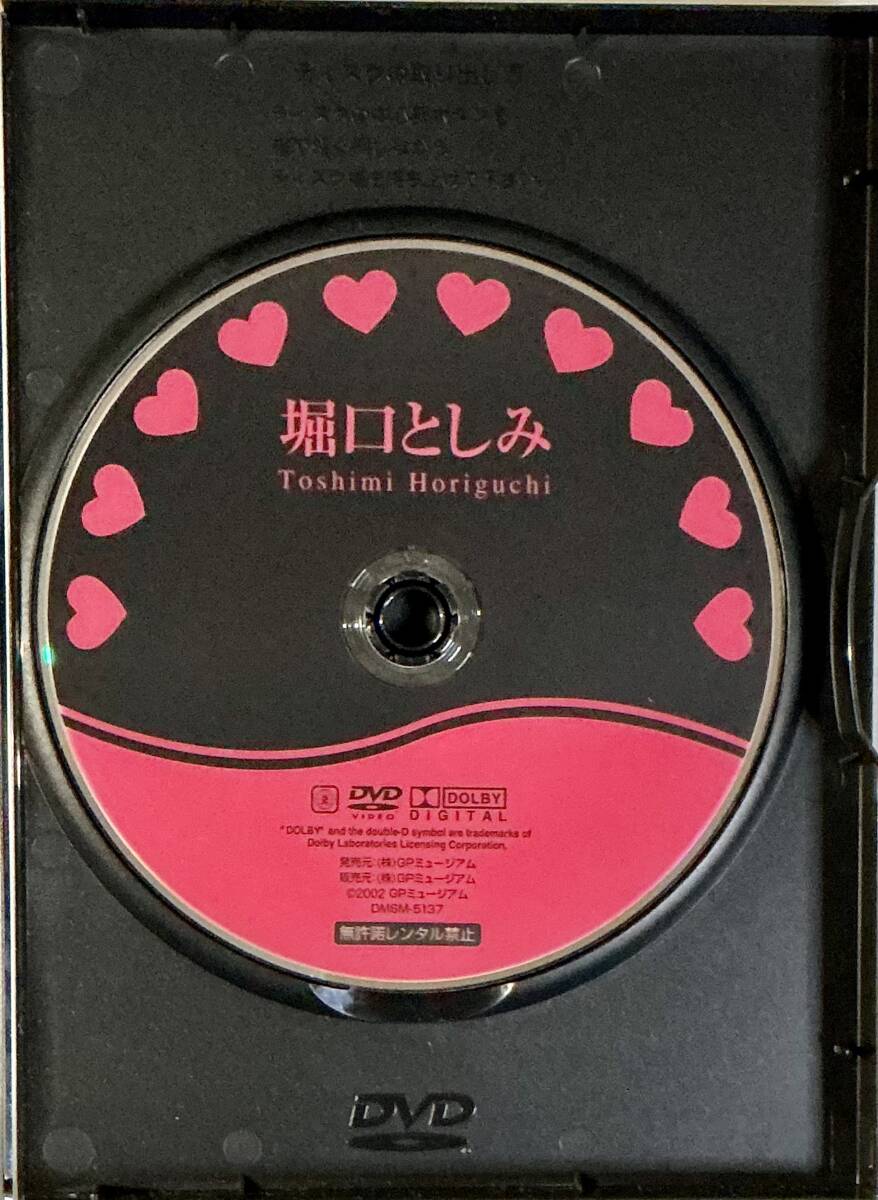 堀口としみ
Toshimi Horiguchi
2 DVD VIDEO DOLBY DIGITAL
"DOLBY" and the double-D symbol are trademarks of
Dolby Laboratories Licensing Corporation.
発売元:(株)GPミュージアム
販売元:(株)GPミュージアム
©2002 GPミュージアム
DMSM-5137
無許諾レンタル禁止
DVD